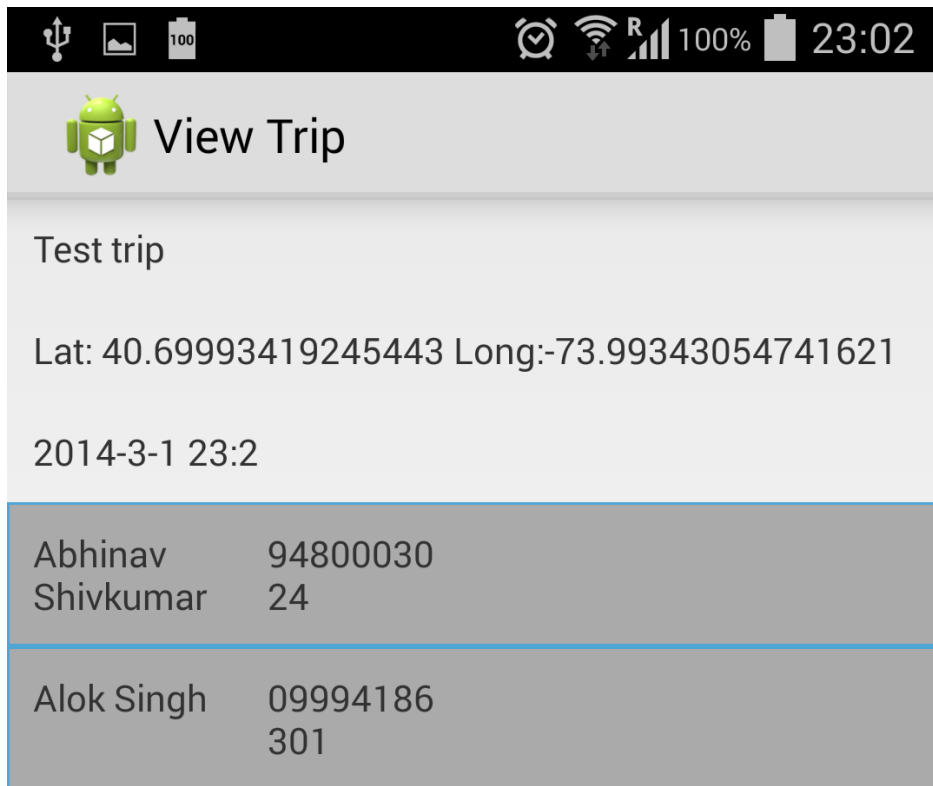 100 R 100% 23:02
View Trip
Test trip
Lat: 40.69993419245443 Long:-73.99343054741621
2014-3-1 23:2
Abhinav 94800030
Shivkumar 24
Alok Singh 09994186
301